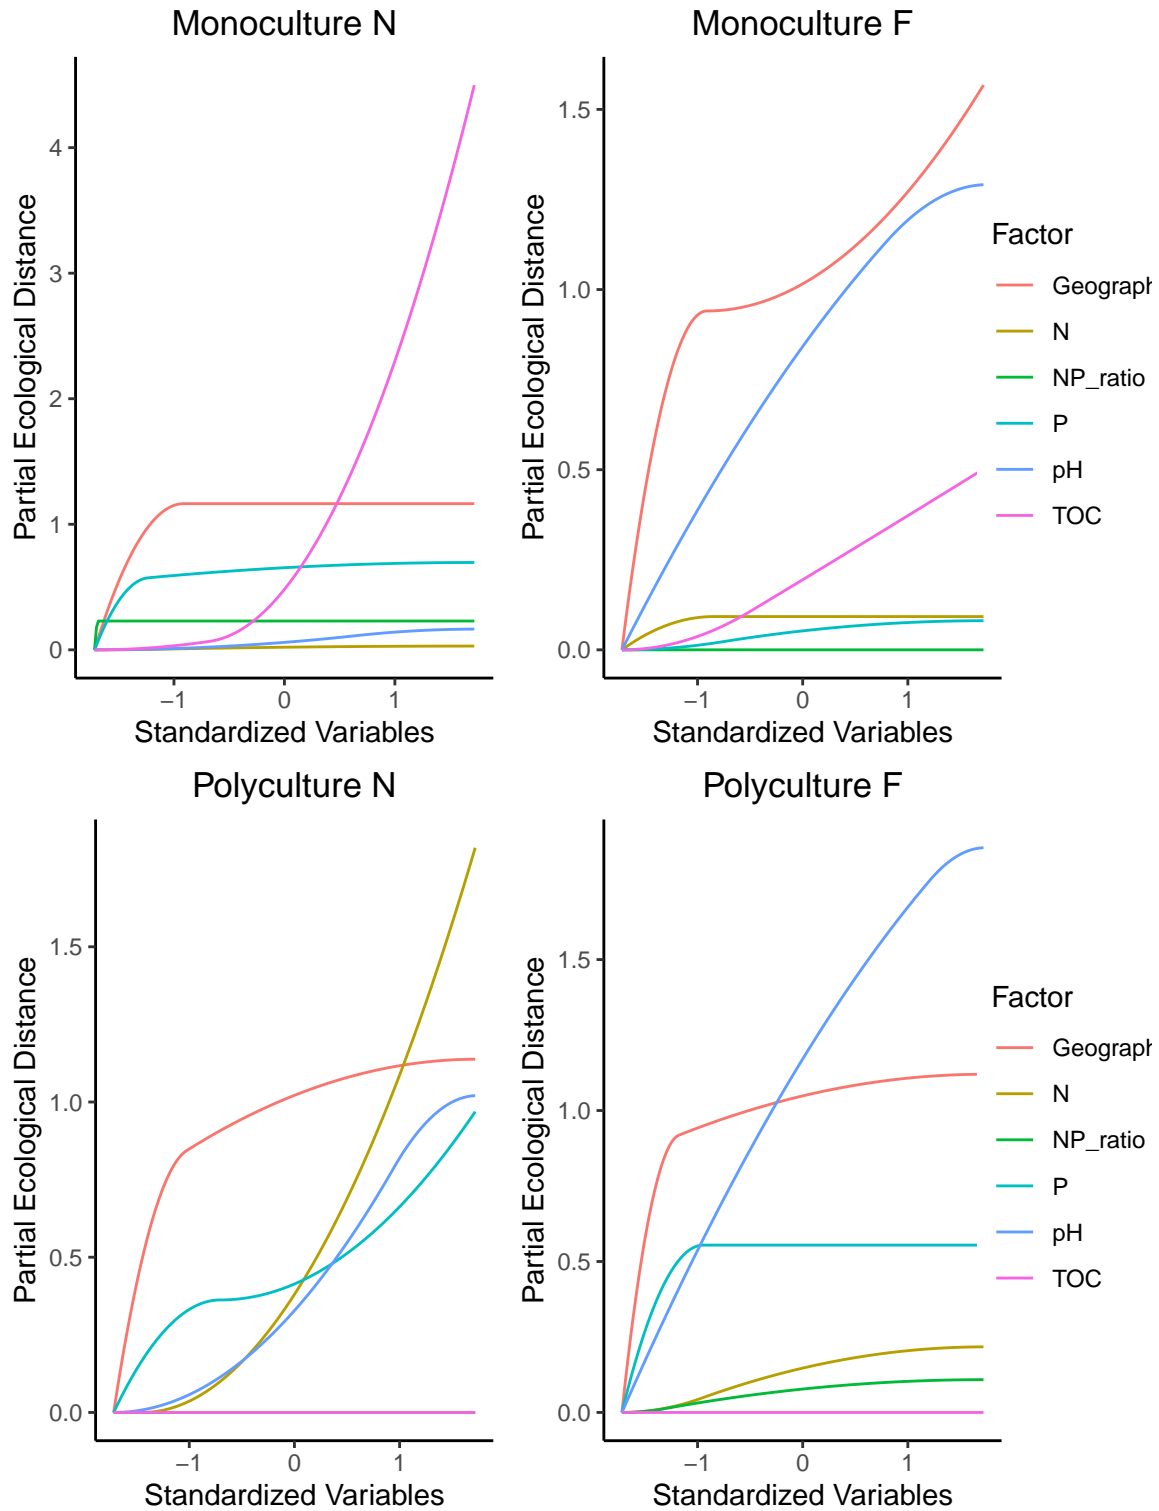 Monoculture N
Partial Ecological Distance
4
3
2
1
0
−1 0 1
Standardized Variables
Monoculture F
Partial Ecological Distance
1.5
1.0
0.5
0.0
−1 0 1
Standardized Variables
Factor
Geograph
N
NP_ratio
P
pH
TOC
Polyculture N
Partial Ecological Distance
1.5
1.0
0.5
0.0
−1 0 1
Standardized Variables
Polyculture F
Partial Ecological Distance
1.5
1.0
0.5
0.0
−1 0 1
Standardized Variables
Factor
Geograph
N
NP_ratio
P
pH
TOC